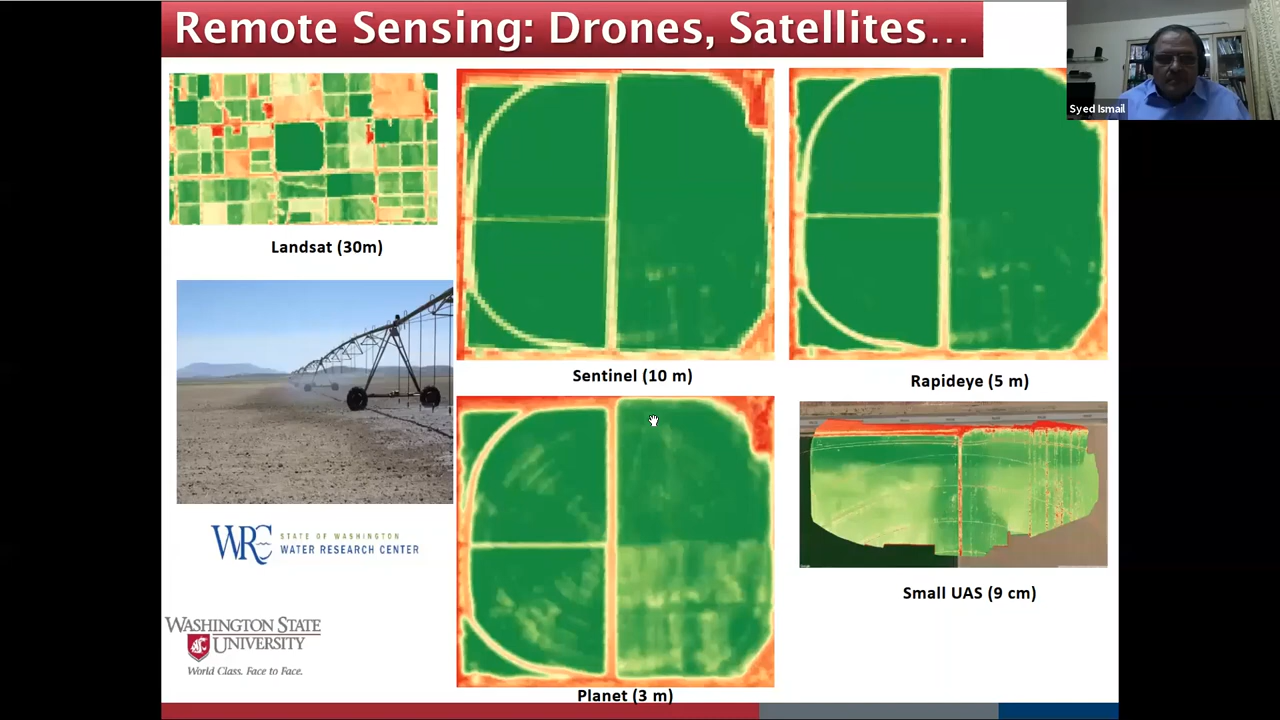 Remote Sensing: Drones, Satellites...
Syed Ismail
Landsat (30m)
Sentinel (10 m)
Rapideye (5 m)
WRC
STATE OF WASHINGTON
WATER RESEARCH CENTER
Small UAS (9 cm)
WASHINGTON STATE
UNIVERSITY
World Class. Face to Face.
Planet (3 m)